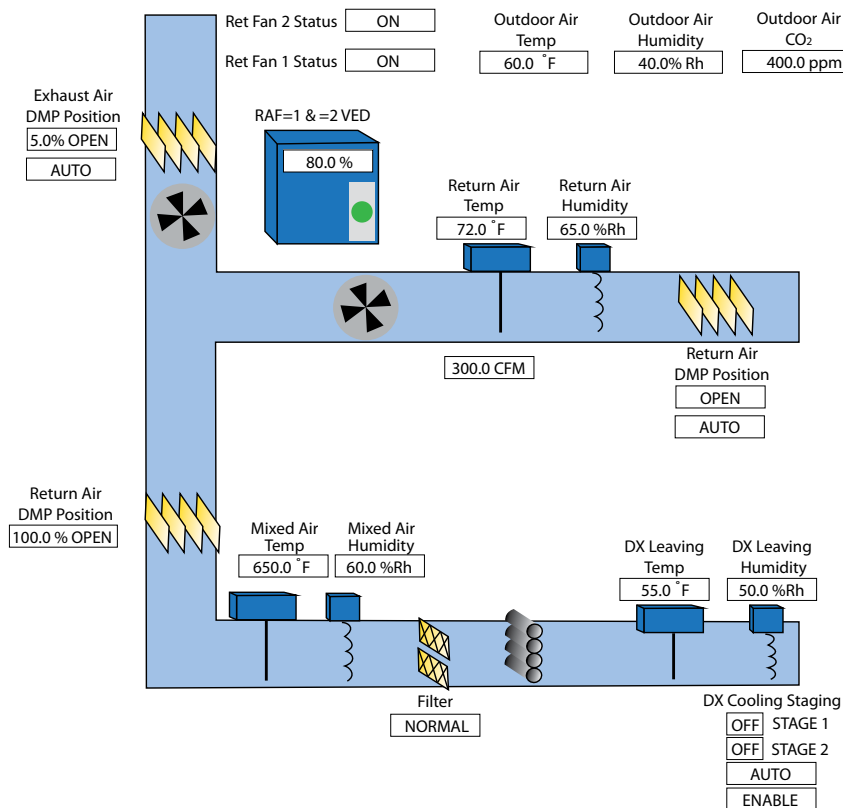 Ret Fan 2 Status
ON
Ret Fan 1 Status
ON
Outdoor Air
Temp
60.0 ˚F
Outdoor Air
Humidity
40.0% Rh
Outdoor Air
CO₂
400.0 ppm
Exhaust Air
DMP Position
5.0% OPEN
AUTO
RAF=1 & =2 VED
80.0 %
Return Air
Temp
72.0 ˚F
Return Air
Humidity
65.0 %Rh
300.0 CFM
Return Air
DMP Position
OPEN
AUTO
Return Air
DMP Position
100.0 % OPEN
Mixed Air
Temp
650.0 ˚F
Mixed Air
Humidity
60.0 %Rh
Filter
NORMAL
DX Leaving
Temp
55.0 ˚F
DX Leaving
Humidity
50.0 %Rh
DX Cooling Staging
OFF STAGE 1
OFF STAGE 2
AUTO
ENABLE